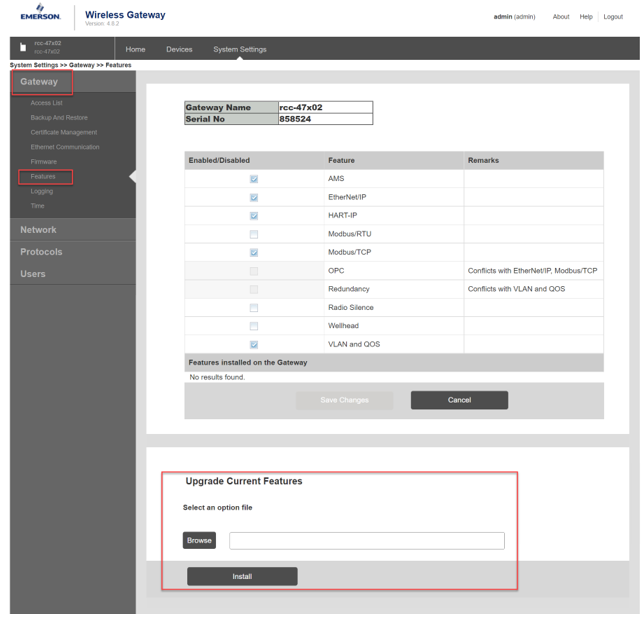 EMERSON.
Wireless Gateway
Version: 4.6.2
admin (admin) About Help Logout
rcc-47x02
rcc-47x02
Home Devices System Settings
System Settings >> Gateway >> Features
Gateway
Access List
Backup And Restore
Certificate Management
Ethernet Communication
Firmware
Features
Logging
Time
Network
Protocols
Users
Gateway Name rcc-47x02
Serial No 858524
Enabled/Disabled Feature Remarks
AMS
EtherNet/IP
HART-IP
Modbus/RTU
Modbus/TCP
OPC Conflicts with EtherNet/IP, Modbus/TCP
Redundancy Conflicts with VLAN and QOS
Radio Silence
Wellhead
VLAN and QOS
Features installed on the Gateway
No results found.
Save Changes Cancel
Upgrade Current Features
Select an option file
Browse
Install